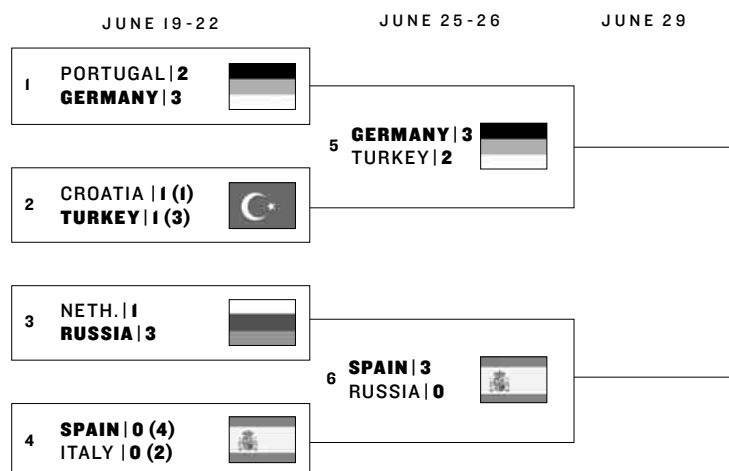 JUNE 19-22
JUNE 25-26
JUNE 29
1
PORTUGAL|2
GERMANY|3
2
CROATIA |1 (1)
TURKEY|1 (3)
3
NETH.|1
RUSSIA|3
4
SPAIN|0 (4)
ITALY |0 (2)
5
GERMANY|3
TURKEY|2
6
SPAIN|3
RUSSIA|0